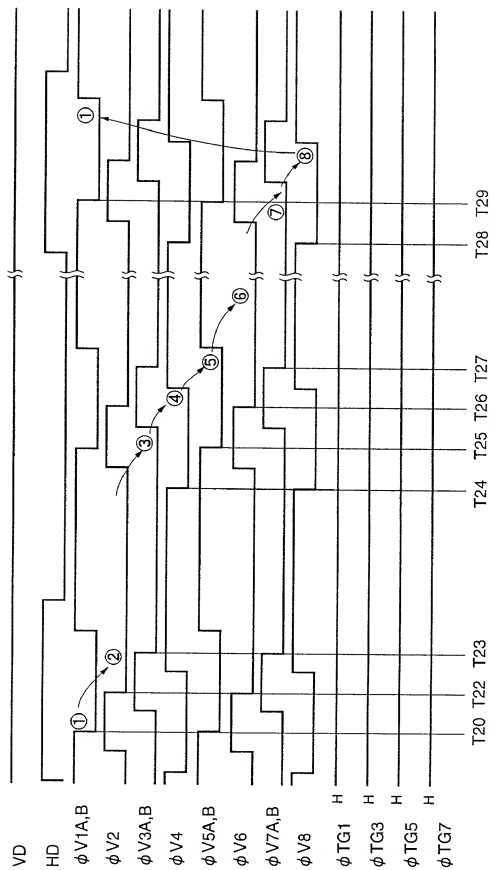 VD
HD
φV1A,B
φV2
φV3A,B
φV4
φV5A,B
φV6
φV7A,B
φV8
φTG1 H
φTG3 H
φTG5 H
φTG7 H
① ② ③ ④ ⑤ ⑥ ⑦ ⑧ ①
T20 T22 T23 T24 T25 T26 T27 T28 T29